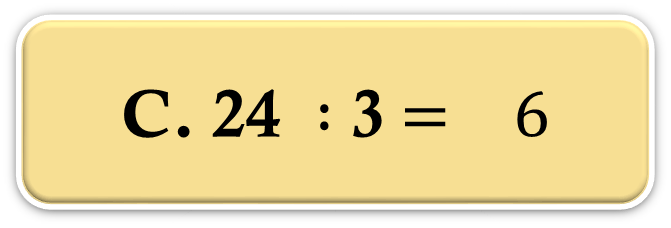 C. 24 : 3 = 6